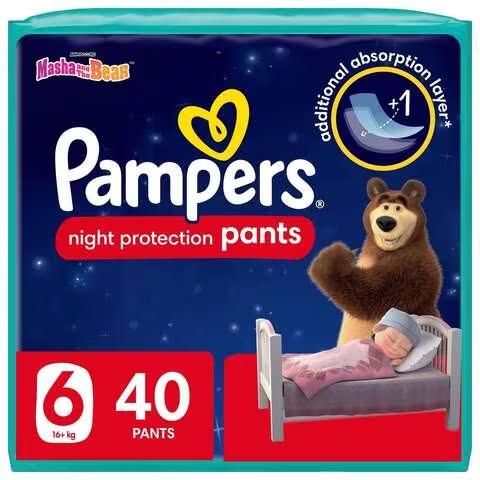 Masha and The Bear
additional absorption layer*
+1
Pampers®
night protection pants
6
16+ kg
40
PANTS